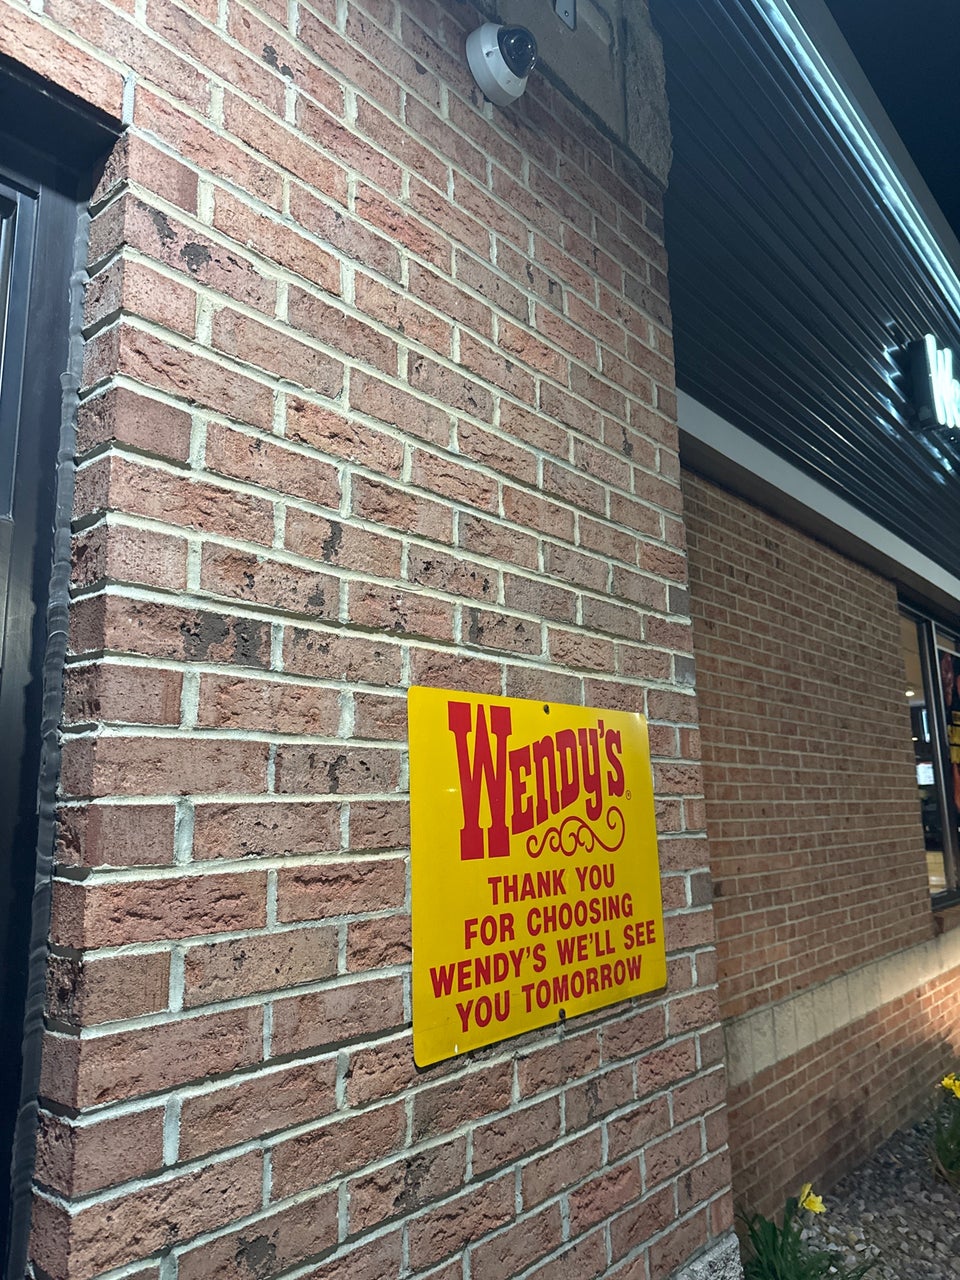 WENDY'S ®
THANK YOU
FOR CHOOSING
WENDY'S WE'LL SEE
YOU TOMORROW